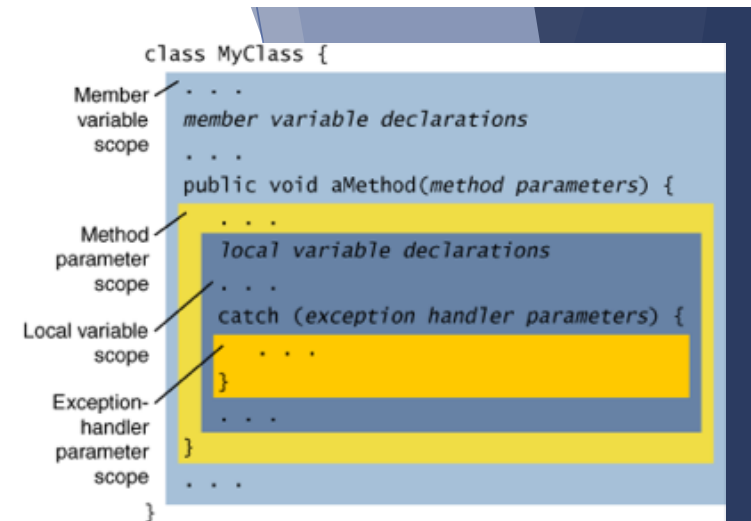 class MyClass {
Member variable scope
. . .
member variable declarations
. . .
public void aMethod(method parameters) {
Method parameter scope
. . .
local variable declarations
Local variable scope
. . .
catch (exception handler parameters) {
Exception-handler parameter scope
. . .
}
. . .
}
. . .
}